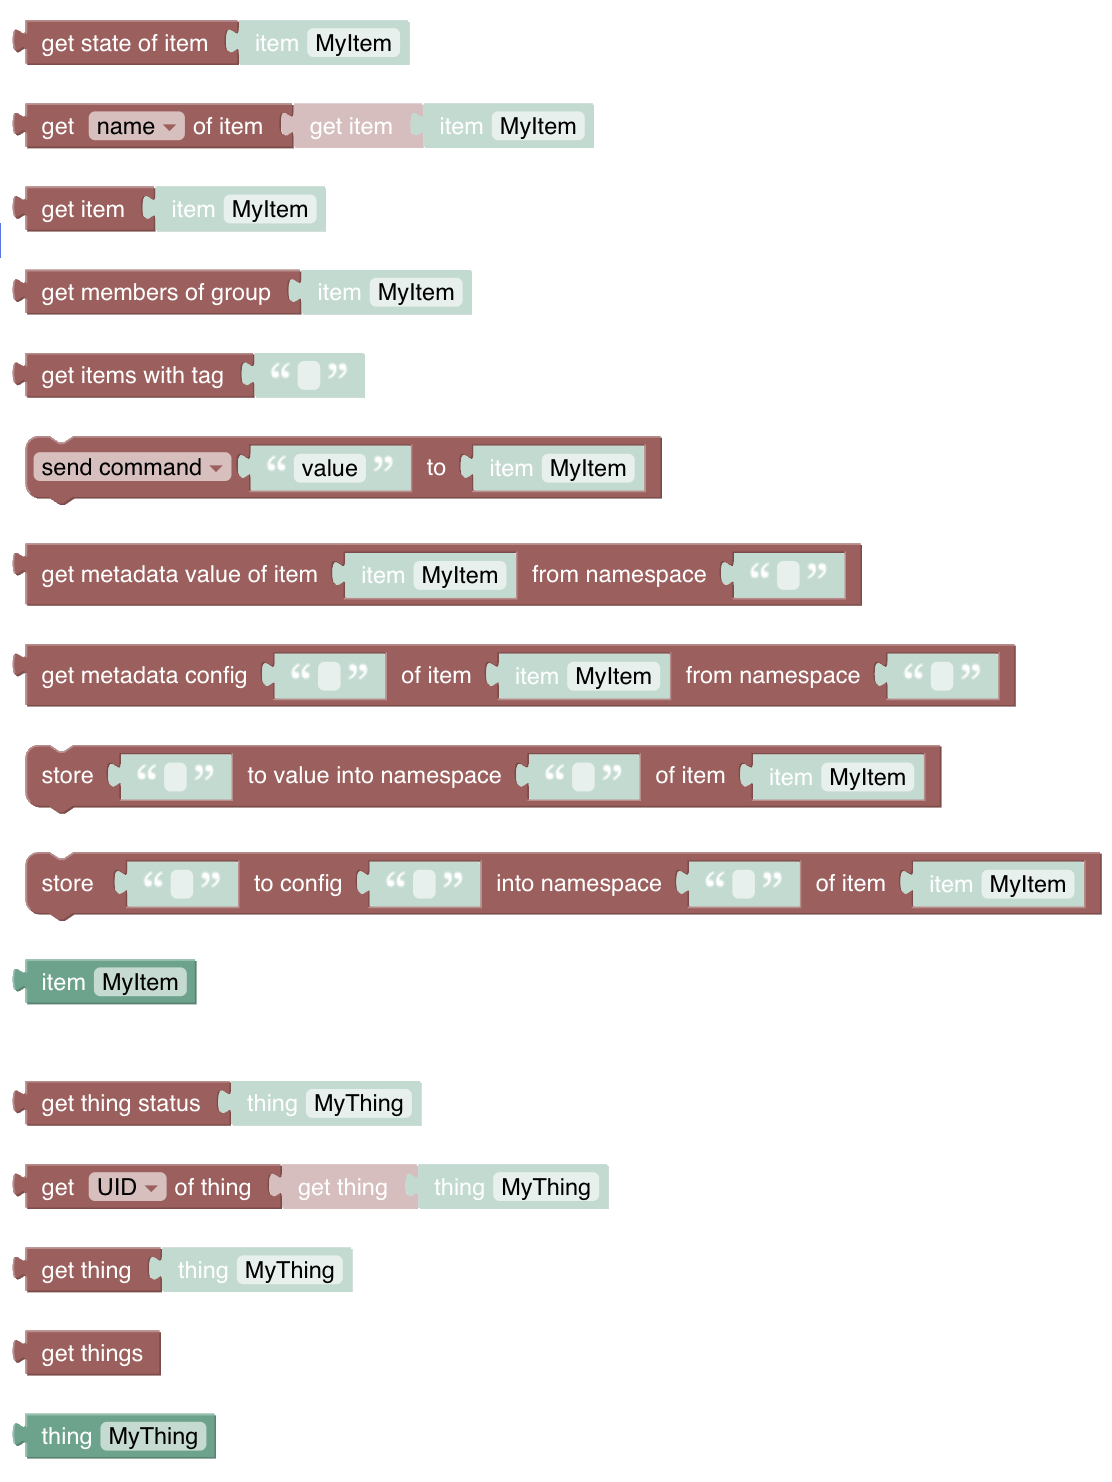 get state of item item MyItem
get name of item get item item MyItem
get item item MyItem
get members of group item MyItem
get items with tag “ ”
send command “ value ” to item MyItem
get metadata value of item item MyItem from namespace “ ”
get metadata config “ ” of item item MyItem from namespace “ ”
store “ ” to value into namespace “ ” of item item MyItem
store “ ” to config “ ” into namespace “ ” of item item MyItem
item MyItem
get thing status thing MyThing
get UID of thing get thing thing MyThing
get thing thing MyThing
get things
thing MyThing